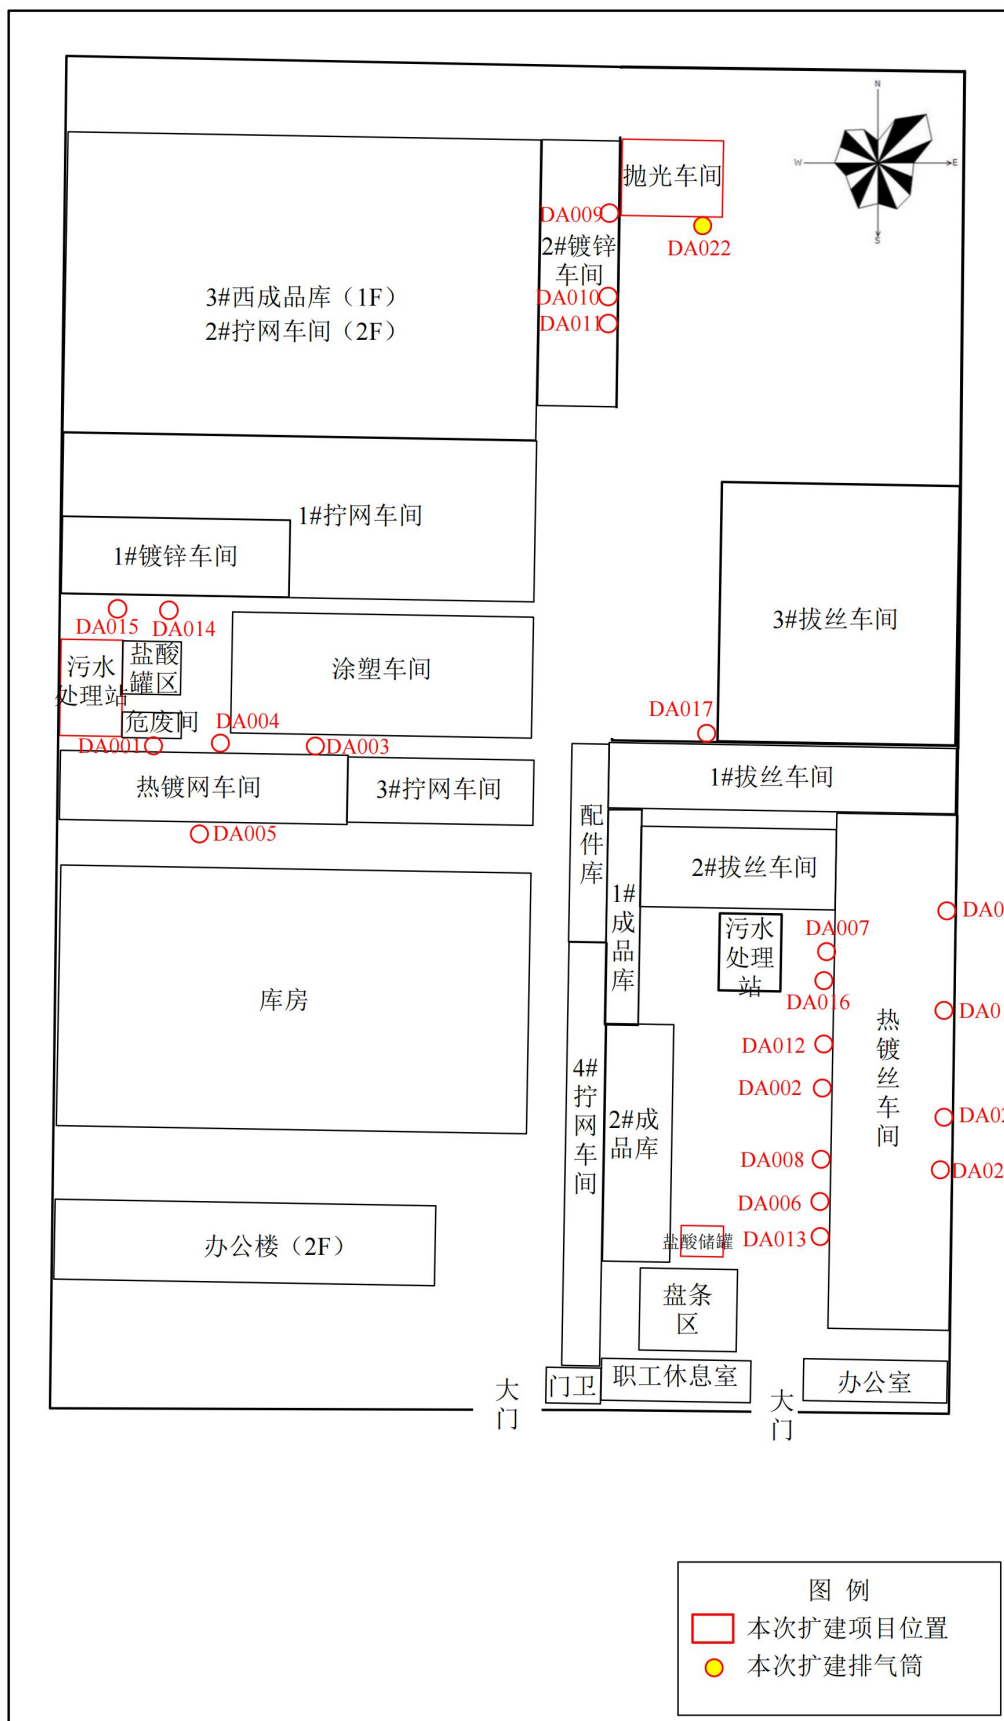 N
W
E
S
抛光车间
DA009
DA022
2#镀锌
车间
DA010
DA011
3#西成品库（1F）
2#拧网车间（2F）
1#拧网车间
1#镀锌车间
3#拔丝车间
DA015
DA014
污水
处理站
盐酸
罐区
涂塑车间
危废间
DA004
DA017
DA001
DA003
热镀网车间
3#拧网车间
1#拔丝车间
DA005
配
件
库
2#拔丝车间
1#
成
品
库
污水
处理
站
DA007
DA016
DA0
DA0
库房
热
镀
丝
车
间
DA012
DA002
4#
拧
网
车
间
2#成
品库
DA02
DA008
DA02
DA006
盐酸储罐
DA013
办公楼（2F）
盘条
区
门卫
职工休息室
办公室
大
门
大
门
图 例
本次扩建项目位置
本次扩建排气筒